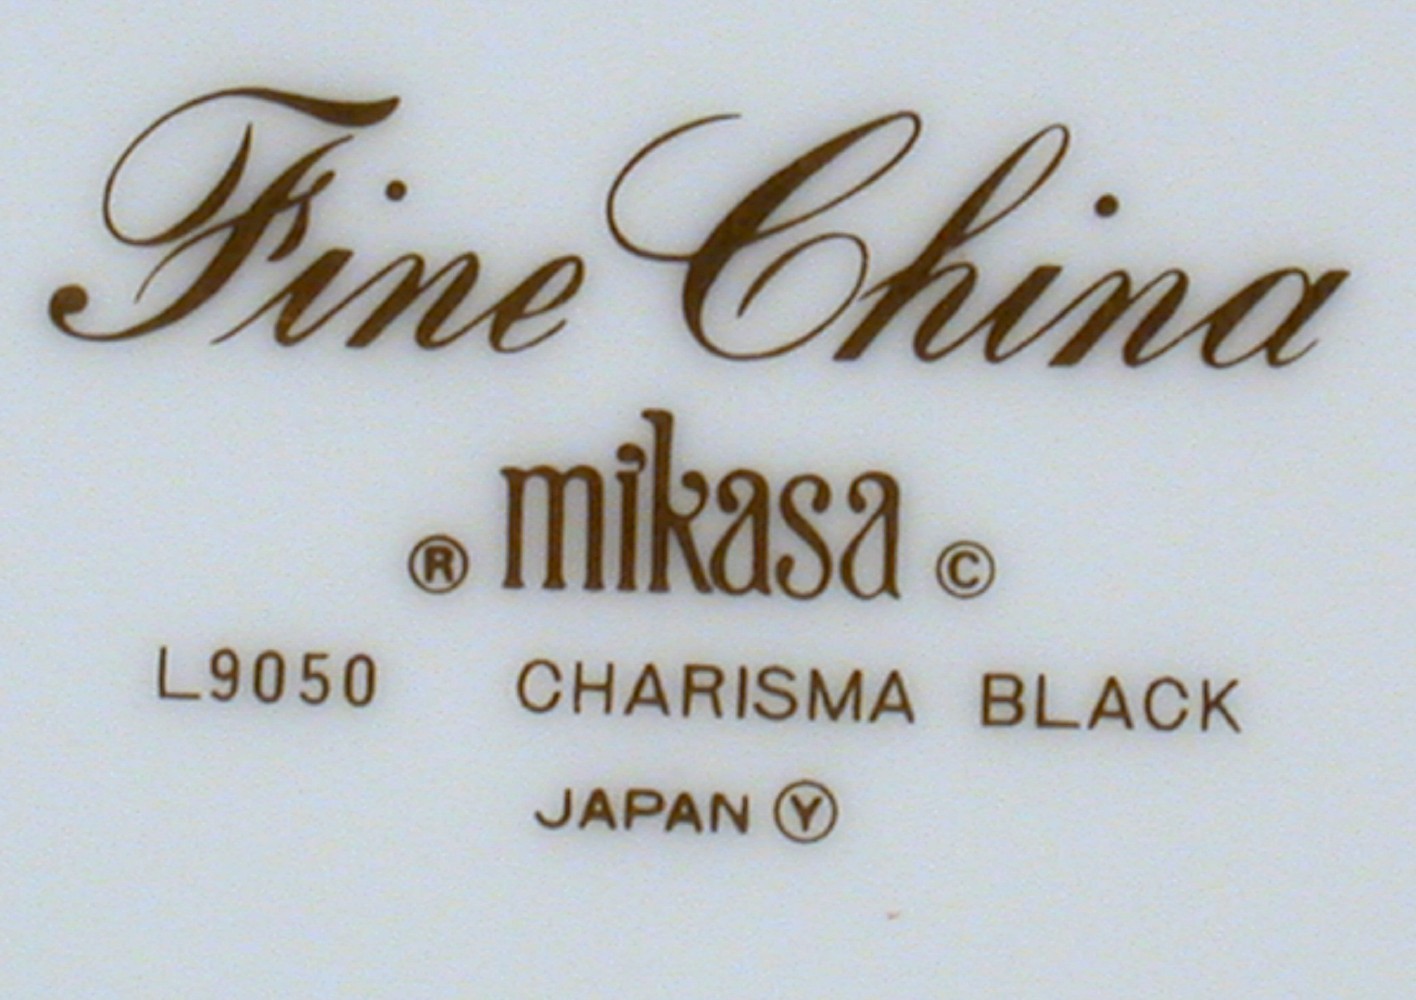 Fine China
® mikasa ©
L9050 CHARISMA BLACK
JAPAN Ⓨ